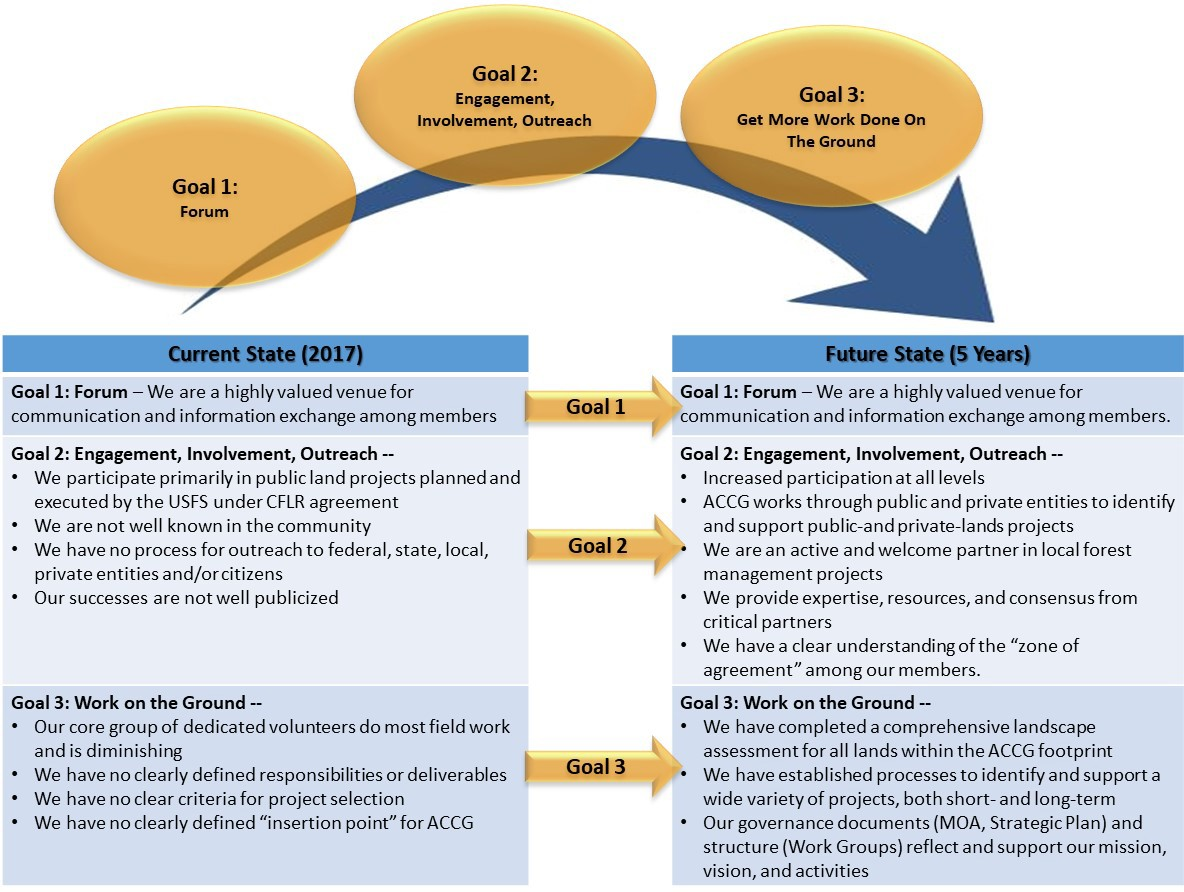 Goal 1:
Forum
Goal 2:
Engagement,
Involvement, Outreach
Goal 3:
Get More Work Done On
The Ground
Current State (2017)
Goal 1: Forum – We are a highly valued venue for
communication and information exchange among members
Goal 2: Engagement, Involvement, Outreach --
• We participate primarily in public land projects planned and
executed by the USFS under CFLR agreement
• We are not well known in the community
• We have no process for outreach to federal, state, local,
private entities and/or citizens
• Our successes are not well publicized
Goal 3: Work on the Ground --
• Our core group of dedicated volunteers do most field work
and is diminishing
• We have no clearly defined responsibilities or deliverables
• We have no clear criteria for project selection
• We have no clearly defined “insertion point” for ACCG
Goal 1
Goal 2
Goal 3
Future State (5 Years)
Goal 1: Forum – We are a highly valued venue for
communication and information exchange among members.
Goal 2: Engagement, Involvement, Outreach --
• Increased participation at all levels
• ACCG works through public and private entities to identify
and support public-and private-lands projects
• We are an active and welcome partner in local forest
management projects
• We provide expertise, resources, and consensus from
critical partners
• We have a clear understanding of the “zone of
agreement” among our members.
Goal 3: Work on the Ground --
• We have completed a comprehensive landscape
assessment for all lands within the ACCG footprint
• We have established processes to identify and support a
wide variety of projects, both short- and long-term
• Our governance documents (MOA, Strategic Plan) and
structure (Work Groups) reflect and support our mission,
vision, and activities